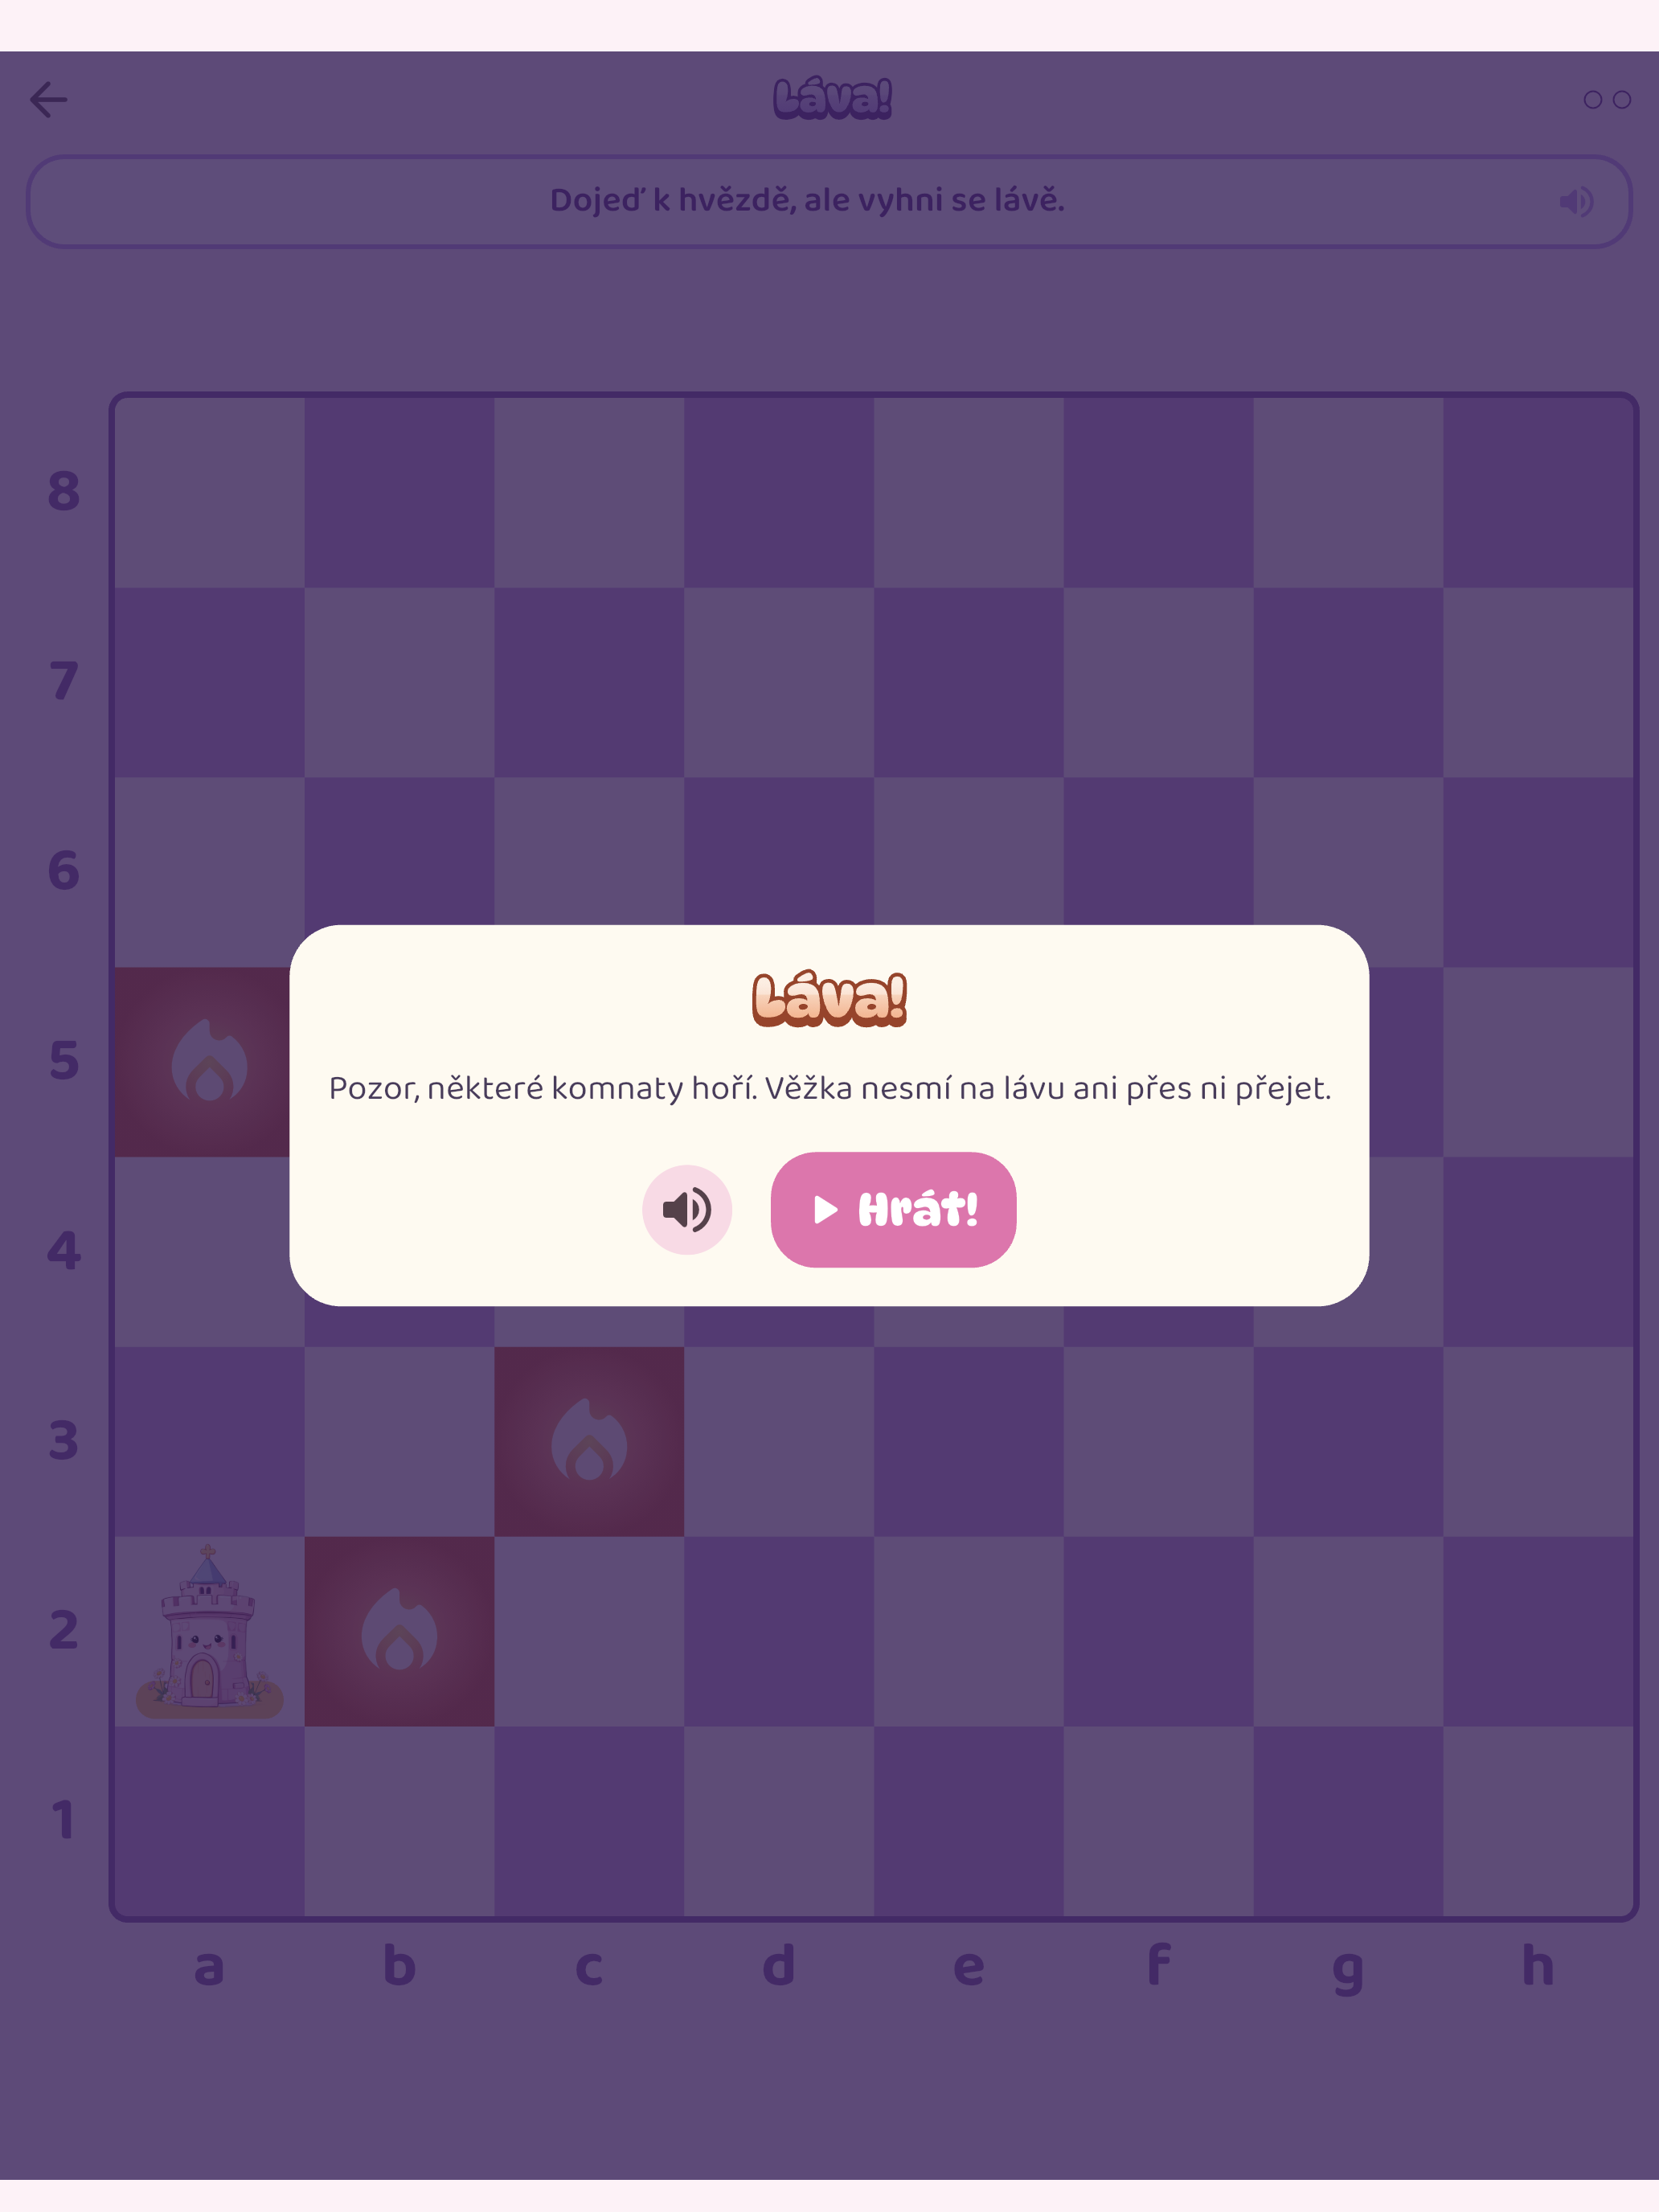 Láva!
Dojeď k hvězdě, ale vyhni se lávě.
8
7
6
5
4
3
2
1
Láva!
Pozor, některé komnaty hoří. Věžka nesmí na lávu ani přes ni přejet.
Hrát!
a b c d e f g h